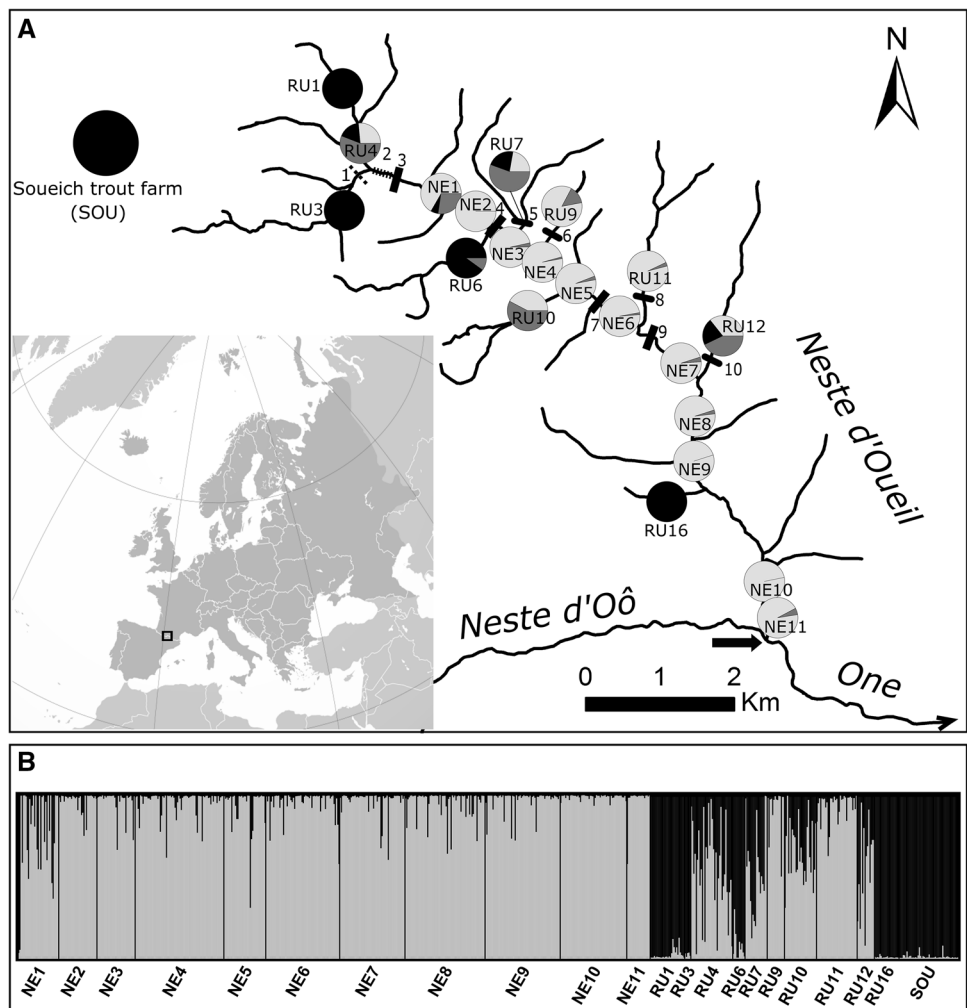 A
N
RU1
RU7
RU4
2
3
1
Soueich trout farm
(SOU)
NE1
NE2
4
5
RU9
RU3
6
NE3
NE4
RU11
RU6
NE5
8
RU10
7
NE6
9
RU12
NE7
10
Neste d'Oueil
NE8
NE9
RU16
NE10
NE11
Neste d'Oô
0 1 2
Km
One
B
NE1
NE2
NE3
NE4
NE5
NE6
NE7
NE8
NE9
NE10
NE11
RU1
RU3
RU4
RU6
RU7
RU9
RU10
RU11
RU12
RU16
SOU